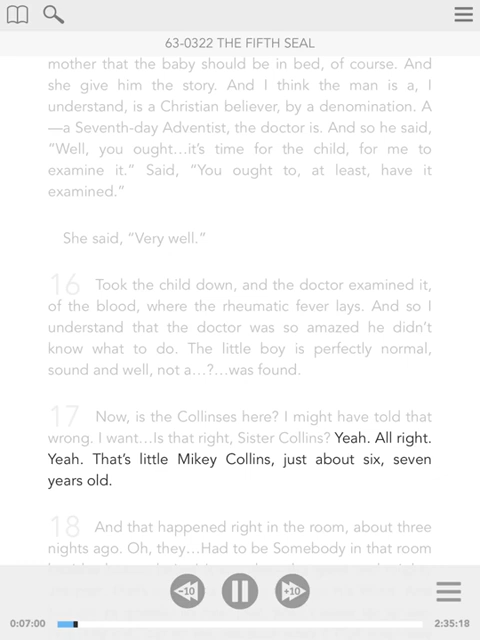 63-0322 THE FIFTH SEAL
mother that the baby should be in bed, of course. And
she give him the story. And I think the man is a, I
understand, is a Christian believer, by a denomination. A
—a Seventh-day Adventist, the doctor is. And so he said,
“Well, you ought…it’s time for the child, for me to
examine it.” Said, “You ought to, at least, have it
examined.”
She said, “Very well.”
16 Took the child down, and the doctor examined it,
of the blood, where the rheumatic fever lays. And so I
understand that the doctor was so amazed he didn’t
know what to do. The little boy is perfectly normal,
sound and well, not a…?…was found.
17 Now, is the Collinses here? I might have told that
wrong. I want…Is that right, Sister Collins? Yeah. All right.
Yeah. That’s little Mikey Collins, just about six, seven
years old.
18 And that happened right in the room, about three
nights ago. Oh, they…Had to be Somebody in that room
-10
+10
0:07:00
2:35:18